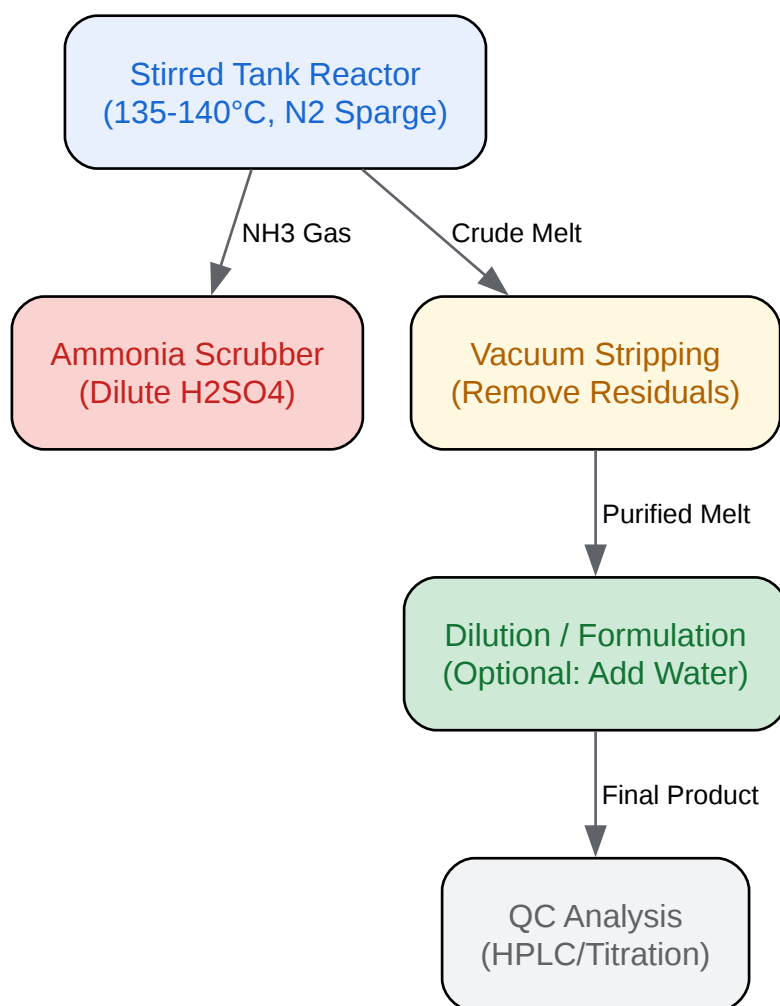 Stirred Tank Reactor
(135-140°C, N2 Sparge)
NH3 Gas
Crude Melt
Ammonia Scrubber
(Dilute H2SO4)
Vacuum Stripping
(Remove Residuals)
Purified Melt
Dilution / Formulation
(Optional: Add Water)
Final Product
QC Analysis
(HPLC/Titration)